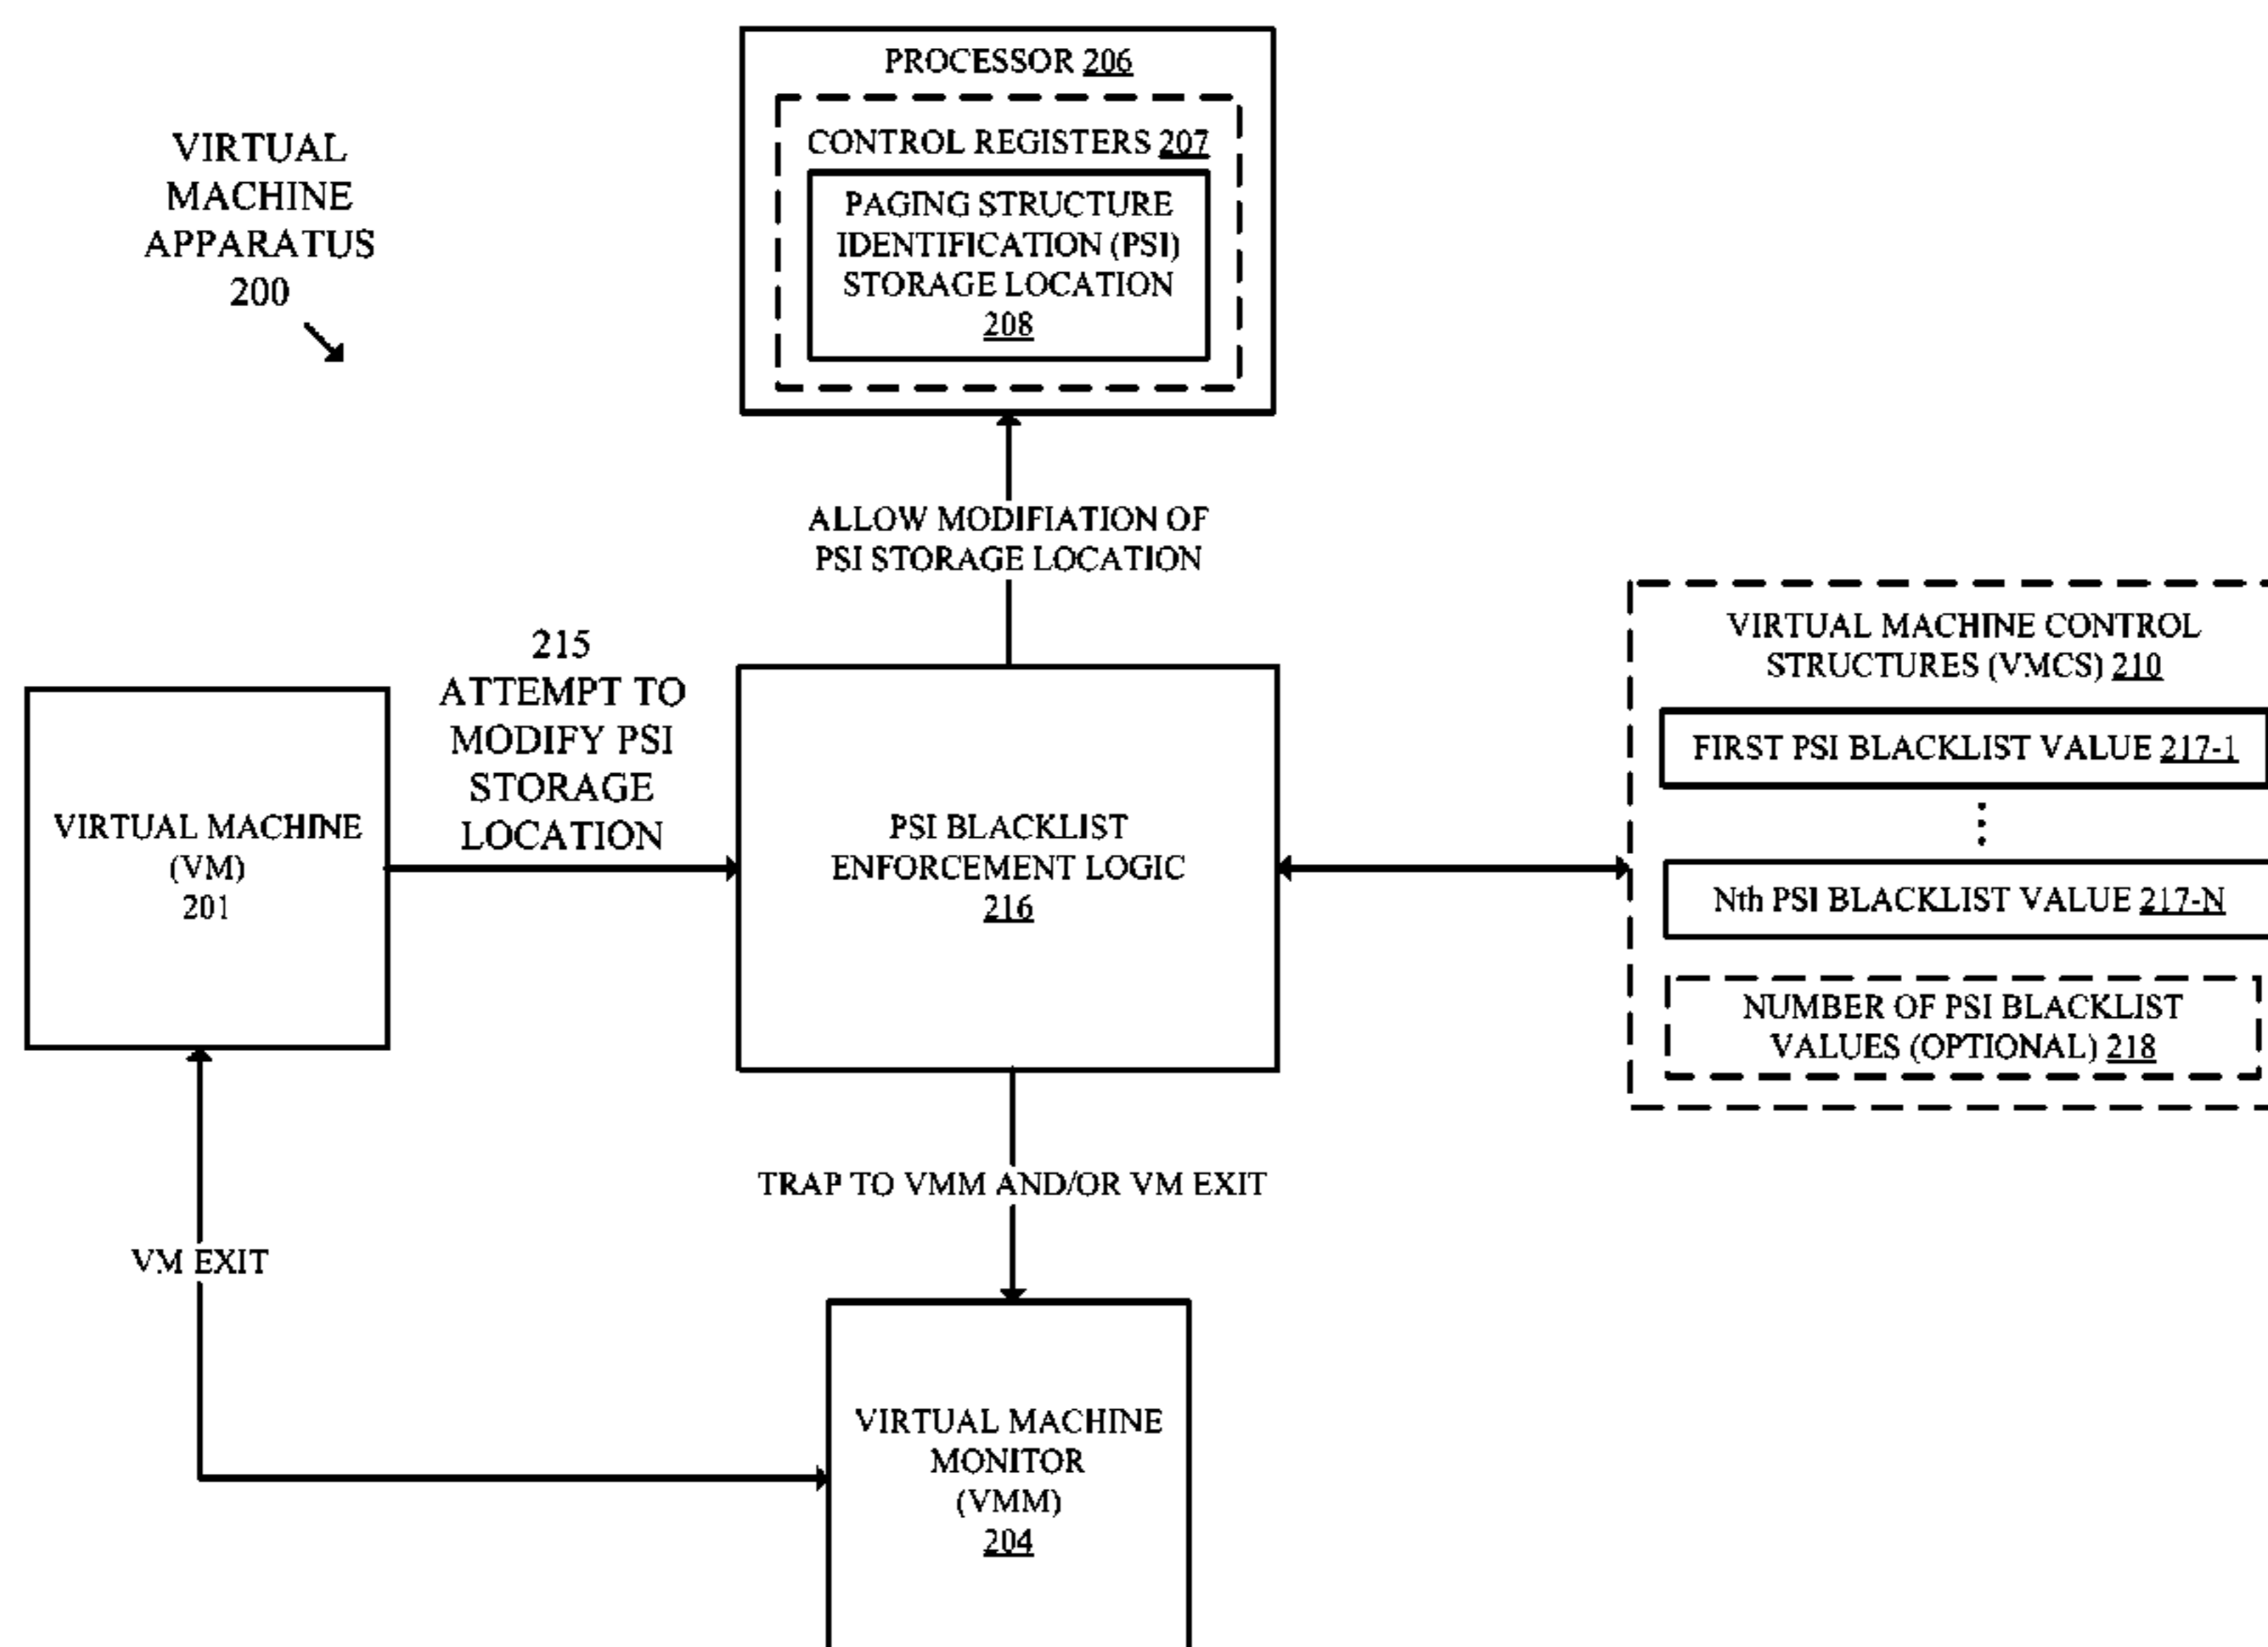 PROCESSOR 206
CONTROL REGISTERS 207
PAGING STRUCTURE
IDENTIFICATION (PSI)
STORAGE LOCATION
208
VIRTUAL
MACHINE
APPARATUS
200
ALLOW MODIFIATION OF
PSI STORAGE LOCATION
215
ATTEMPT TO
MODIFY PSI
STORAGE
LOCATION
VIRTUAL MACHINE
(VM)
201
PSI BLACKLIST
ENFORCEMENT LOGIC
216
VIRTUAL MACHINE CONTROL
STRUCTURES (VMCS) 210
FIRST PSI BLACKLIST VALUE 217-1
Nth PSI BLACKLIST VALUE 217-N
NUMBER OF PSI BLACKLIST
VALUES (OPTIONAL) 218
TRAP TO VMM AND/OR VM EXIT
VM EXIT
VIRTUAL MACHINE
MONITOR
(VMM)
204